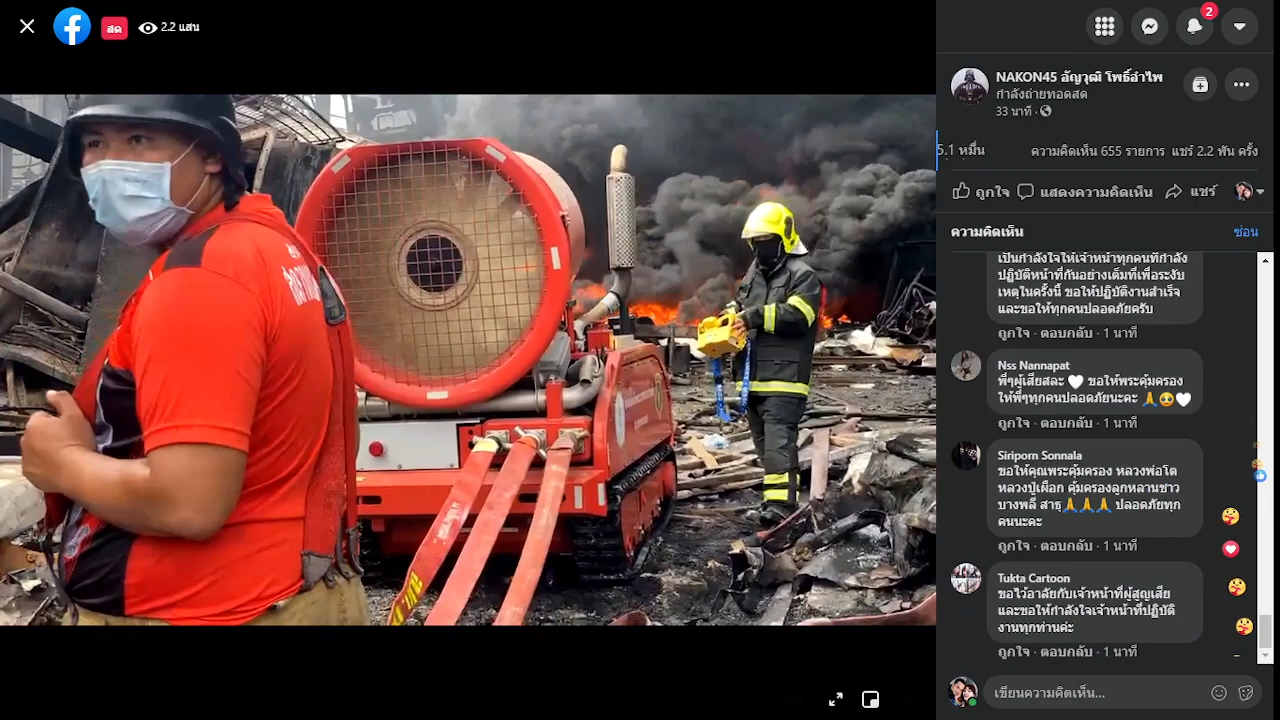 สด
2.2 แสน
2
NAKON45 อัญวุฒิ โพธิ์อำไพ
กำลังถ่ายทอดสด
33 นาที ·
5.1 หมื่น
ความคิดเห็น 655 รายการ แชร์ 2.2 พัน ครั้ง
ถูกใจ แสดงความคิดเห็น แชร์
ความคิดเห็น ซ่อน
เป็นกำลังใจให้เจ้าหน้าที่ทุกคนที่กำลัง
ปฏิบัติหน้าที่กันอย่างเต็มที่เพื่อระงับ
เหตุในครั้งนี้ ขอให้ปฏิบัติงานสำเร็จ
และขอให้ทุกคนปลอดภัยครับ
ถูกใจ · ตอบกลับ · 1 นาที
Nss Nannapat
พี่ๆผู้เสียสละ 🤍 ขอให้พระคุ้มครอง
ให้พี่ๆทุกคนปลอดภัยนะคะ 🙏🥺🤍
ถูกใจ · ตอบกลับ · 1 นาที
Siriporn Sonnala
ขอให้คุณพระคุ้มครอง หลวงพ่อโต
หลวงปู่เผือก คุ้มครองลูกหลานชาว
บางพลี สาธุ🙏🙏🙏 ปลอดภัยทุก
คนนะคะ
ถูกใจ · ตอบกลับ · 1 นาที
Tukta Cartoon
ขอไว้อาลัยกับเจ้าหน้าที่ผู้สูญเสีย
และขอให้กำลังใจเจ้าหน้าที่ปฏิบัติ
งานทุกท่านค่ะ
ถูกใจ · ตอบกลับ · 1 นาที
เขียนความคิดเห็น...